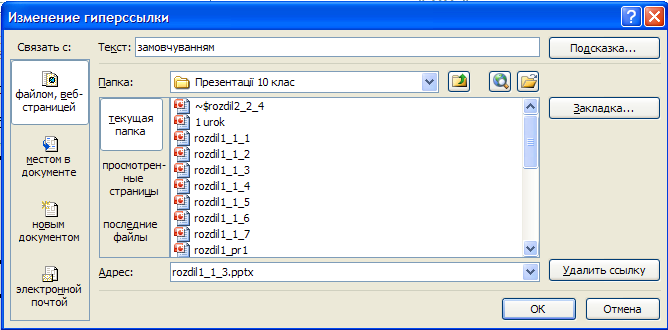 Изменение гиперссылки
Связать с:
Текст:
замовчуванням
Подсказка...
файлом, веб-
страницей
местом в
документе
новым
документом
электронной
почтой
Папка:
Презентації 10 клас
Закладка...
текущая
папка
просмотрен-
ные
страницы
последние
файлы
~$rozdil2_2_4
1 urok
rozdil1_1_1
rozdil1_1_2
rozdil1_1_3
rozdil1_1_4
rozdil1_1_5
rozdil1_1_6
rozdil1_1_7
rozdil1_pr1
Адрес:
rozdil1_1_3.pptx
Удалить ссылку
OK
Отмена